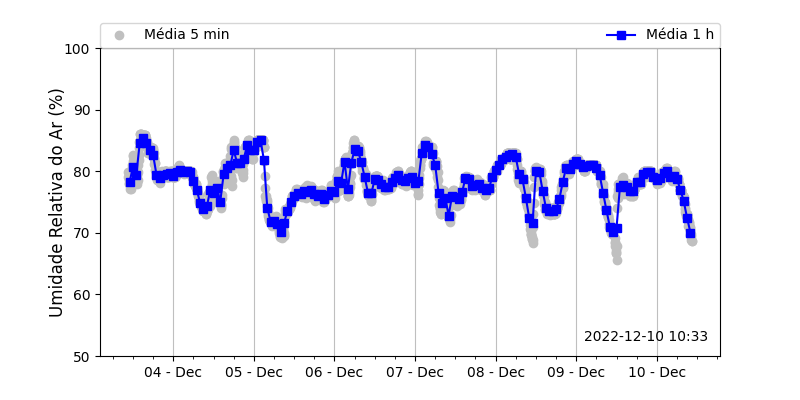 Média 5 min Média 1 h
Umidade Relativa do Ar (%)
100
90
80
70
60
50
2022-12-10 10:33
04 - Dec 05 - Dec 06 - Dec 07 - Dec 08 - Dec 09 - Dec 10 - Dec